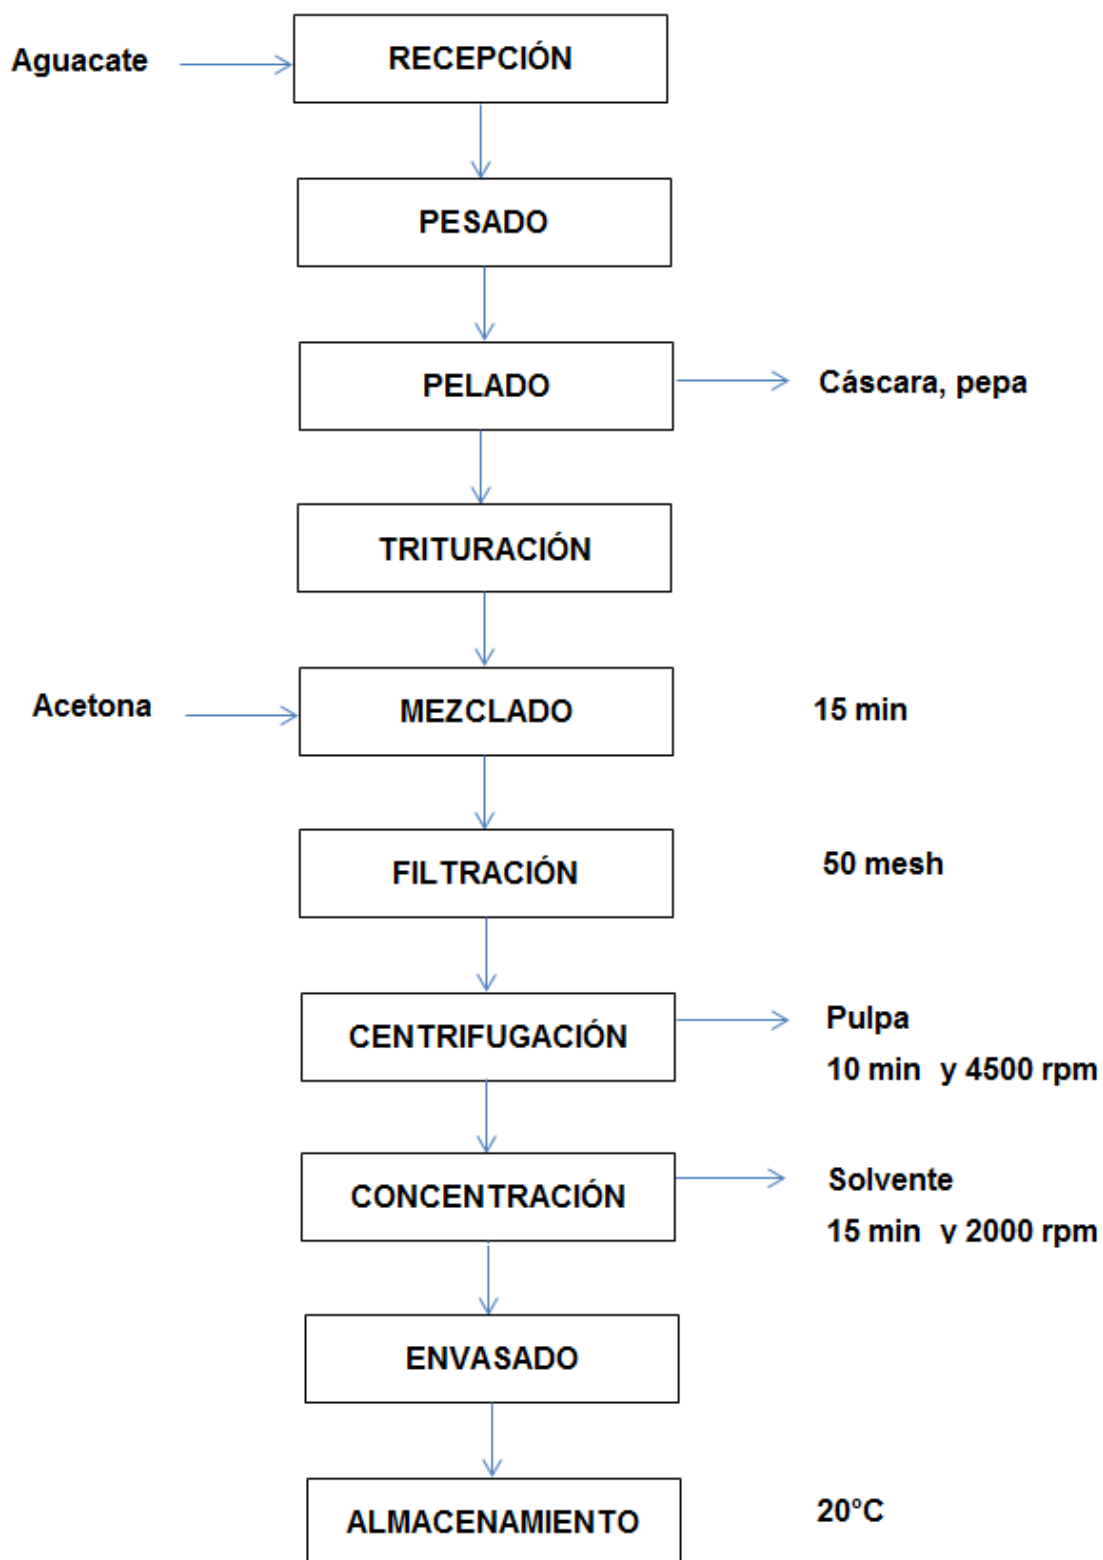 Aguacate
RECEPCIÓN
PESADO
PELADO
Cáscara, pepa
TRITURACIÓN
Acetona
MEZCLADO
15 min
FILTRACIÓN
50 mesh
CENTRIFUGACIÓN
Pulpa
10 min y 4500 rpm
CONCENTRACIÓN
Solvente
15 min y 2000 rpm
ENVASADO
ALMACENAMIENTO
20°C